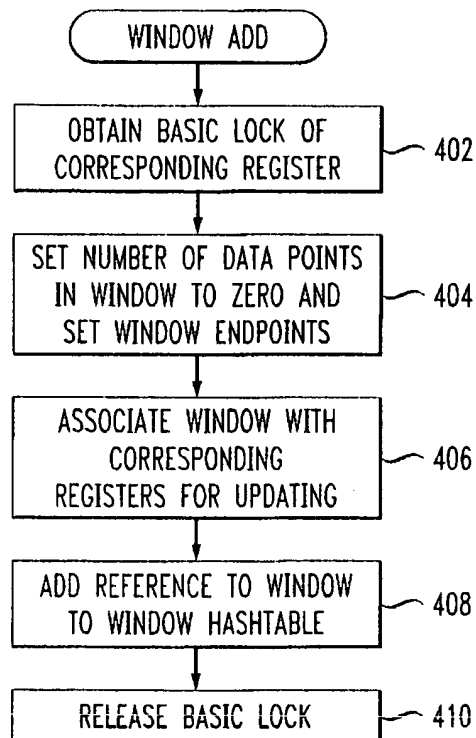 WINDOW ADD
OBTAIN BASIC LOCK OF
CORRESPONDING REGISTER
402
SET NUMBER OF DATA POINTS
IN WINDOW TO ZERO AND
SET WINDOW ENDPOINTS
404
ASSOCIATE WINDOW WITH
CORRESPONDING
REGISTERS FOR UPDATING
406
ADD REFERENCE TO WINDOW
TO WINDOW HASHTABLE
408
RELEASE BASIC LOCK
410